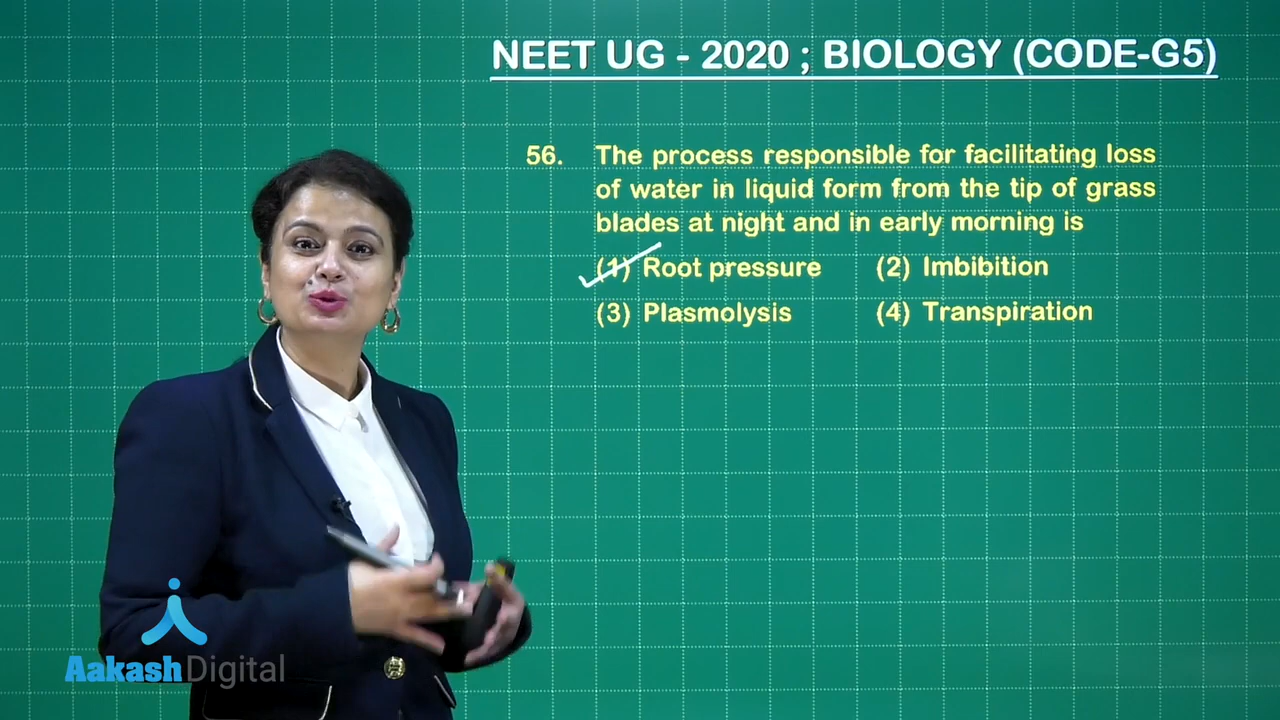 NEET UG - 2020 ; BIOLOGY (CODE-G5)
56. The process responsible for facilitating loss
of water in liquid form from the tip of grass
blades at night and in early morning is
(1) Root pressure (2) Imbibition
(3) Plasmolysis (4) Transpiration
Aakash Digital